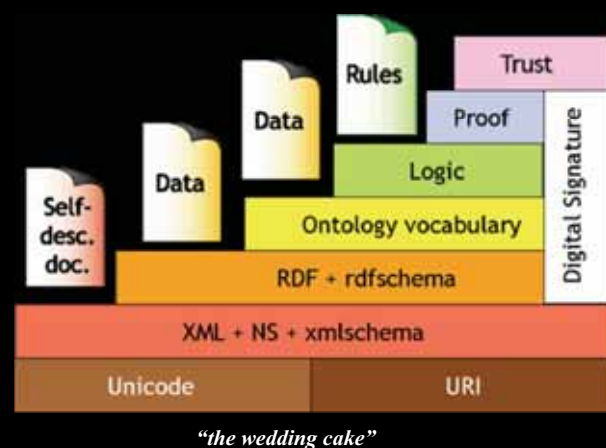 Trust
Rules
Proof
Data
Logic
Data
Self-
desc.
doc.
Ontology vocabulary
Digital Signature
RDF + rdfschema
XML + NS + xmlschema
Unicode
URI
“the wedding cake”